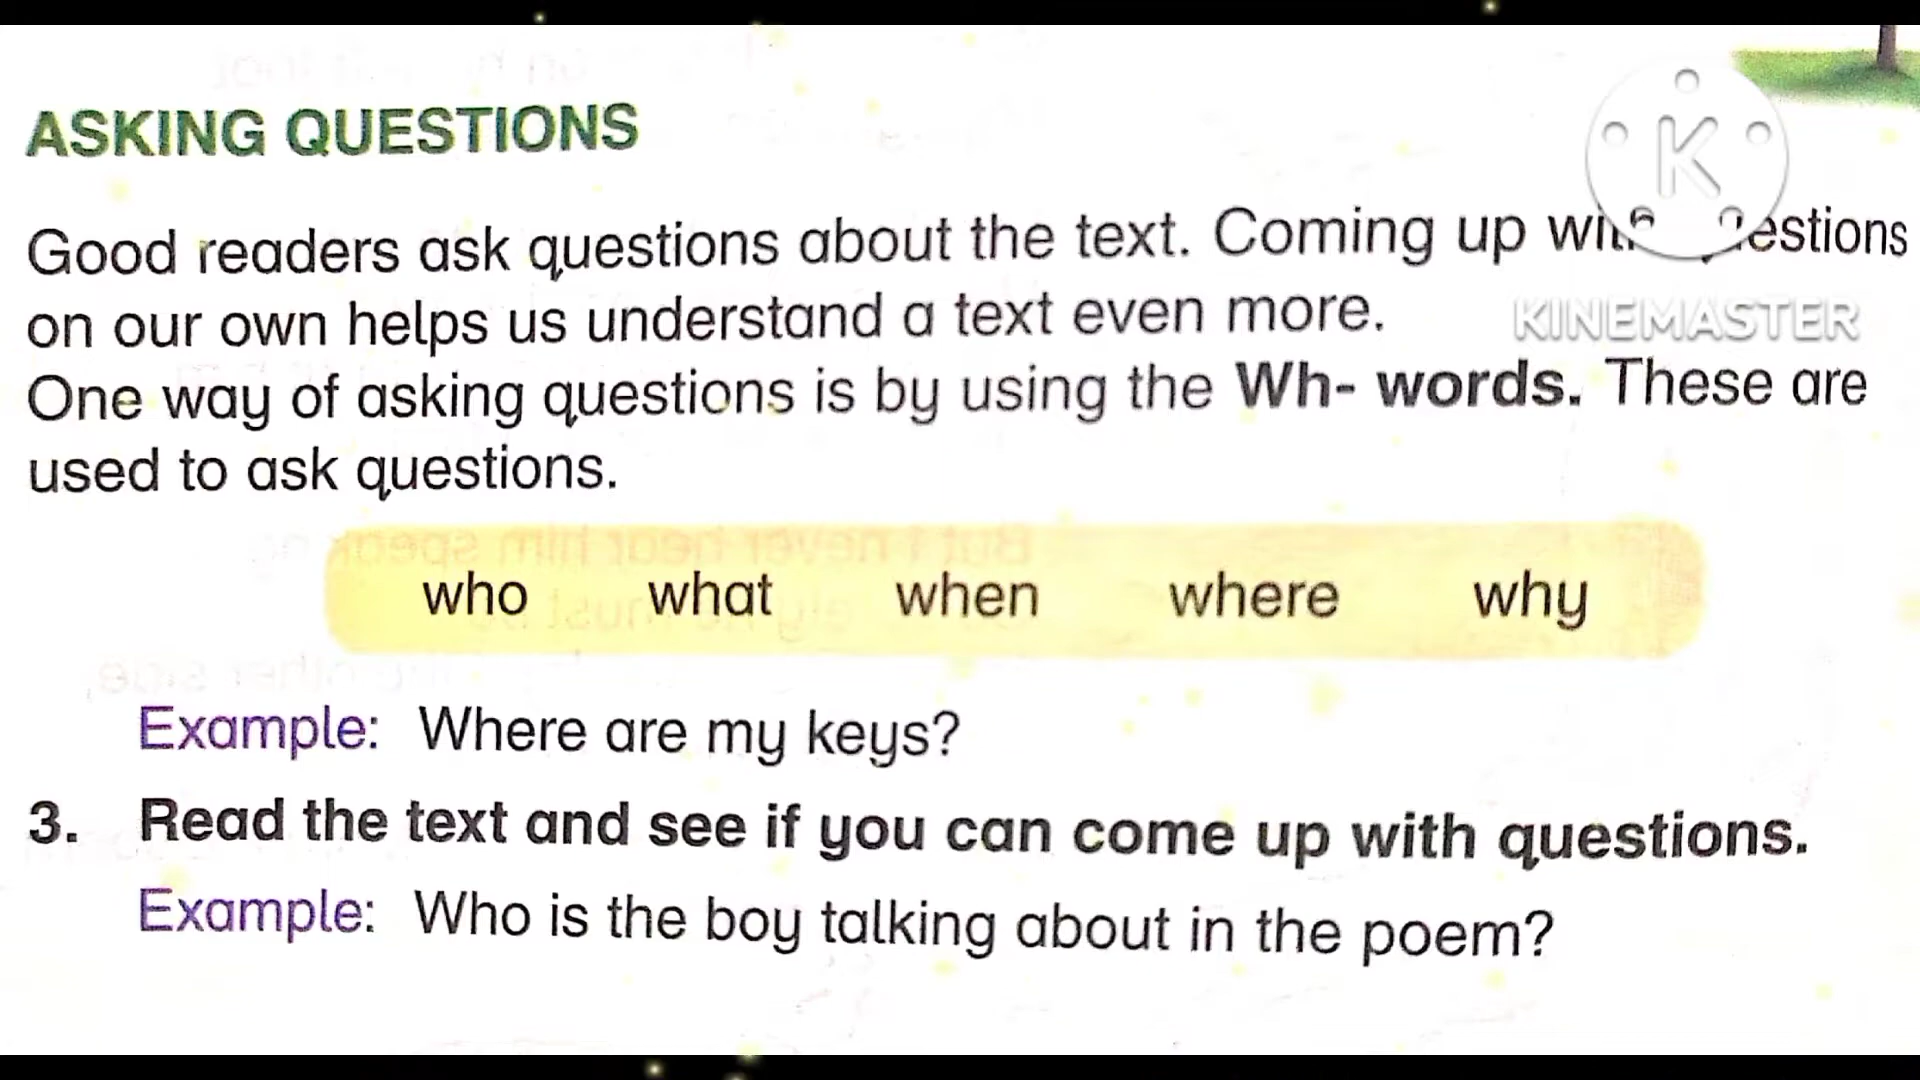 ASKING QUESTIONS
Good readers ask questions about the text. Coming up with questions
on our own helps us understand a text even more.
KINEMASTER
One way of asking questions is by using the Wh- words. These are
used to ask questions.
who what when where why
Example: Where are my keys?
3. Read the text and see if you can come up with questions.
Example: Who is the boy talking about in the poem?